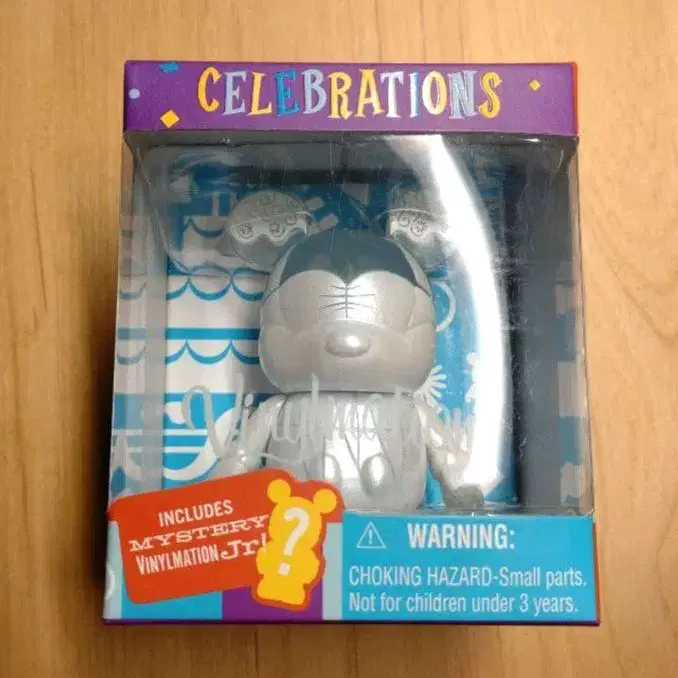 CELEBRATIONS
Vinylmation
INCLUDES
MYSTERY
VINYLMATION Jr!
?
WARNING:
CHOKING HAZARD-Small parts.
Not for children under 3 years.